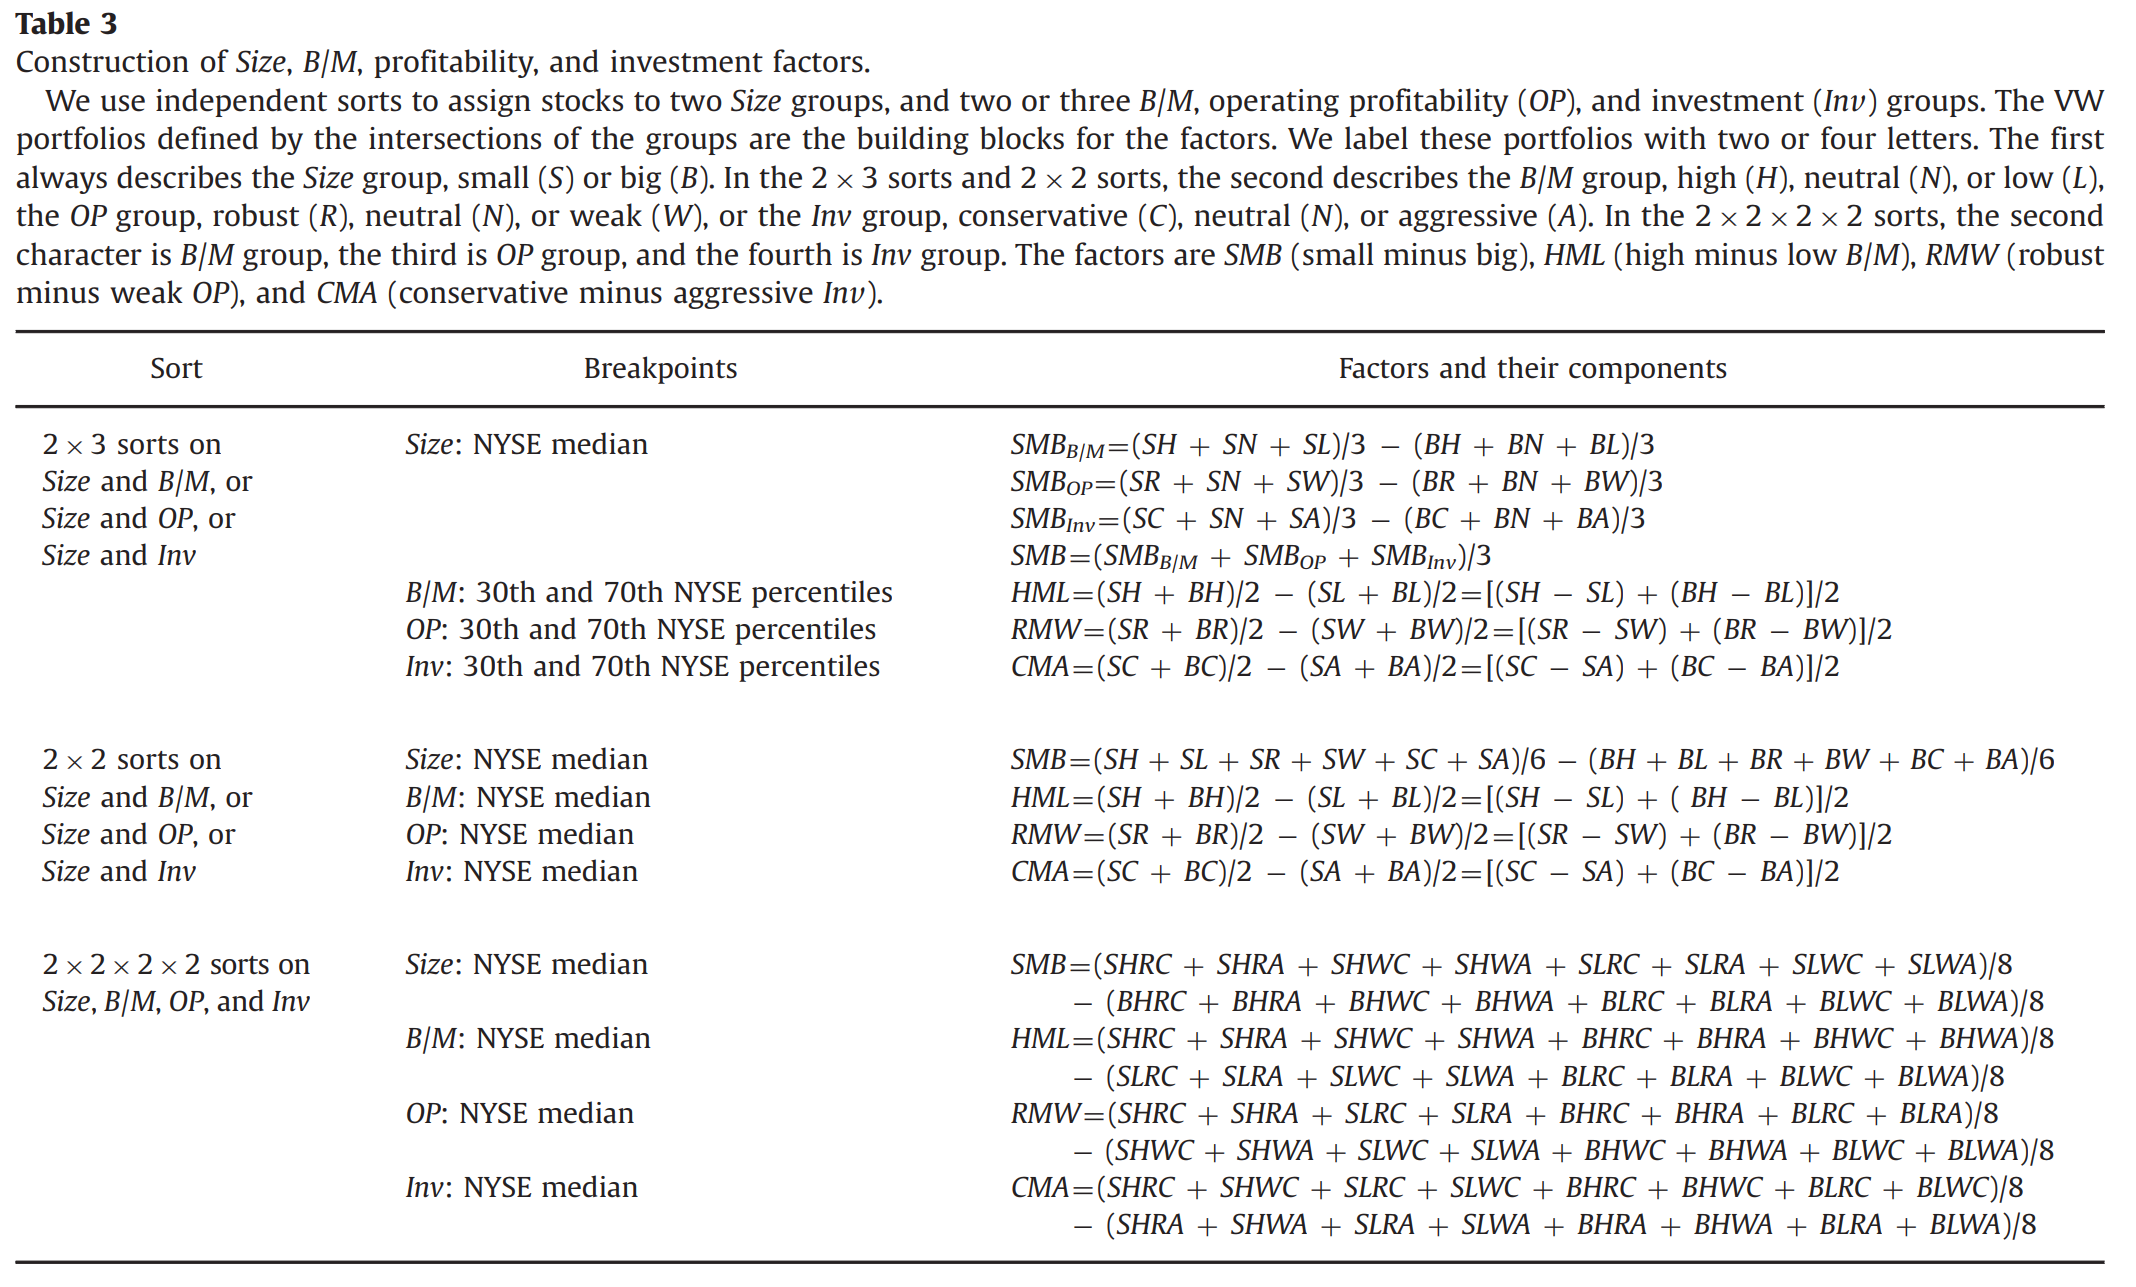 Table 3
Construction of Size, B/M, profitability, and investment factors.
We use independent sorts to assign stocks to two Size groups, and two or three B/M, operating profitability (OP), and investment (Inv) groups. The VW
portfolios defined by the intersections of the groups are the building blocks for the factors. We label these portfolios with two or four letters. The first
always describes the Size group, small (S) or big (B). In the 2 × 3 sorts and 2 × 2 sorts, the second describes the B/M group, high (H), neutral (N), or low (L),
the OP group, robust (R), neutral (N), or weak (W), or the Inv group, conservative (C), neutral (N), or aggressive (A). In the 2 × 2 × 2 × 2 sorts, the second
character is B/M group, the third is OP group, and the fourth is Inv group. The factors are SMB (small minus big), HML (high minus low B/M), RMW (robust
minus weak OP), and CMA (conservative minus aggressive Inv).
Sort Breakpoints Factors and their components
2 × 3 sorts on Size: NYSE median SMB_{B/M}=(SH + SN + SL)/3 − (BH + BN + BL)/3
Size and B/M, or SMB_{OP}=(SR + SN + SW)/3 − (BR + BN + BW)/3
Size and OP, or SMB_{Inv}=(SC + SN + SA)/3 − (BC + BN + BA)/3
Size and Inv SMB=(SMB_{B/M} + SMB_{OP} + SMB_{Inv})/3
B/M: 30th and 70th NYSE percentiles HML=(SH + BH)/2 − (SL + BL)/2=[(SH − SL) + (BH − BL)]/2
OP: 30th and 70th NYSE percentiles RMW=(SR + BR)/2 − (SW + BW)/2=[(SR − SW) + (BR − BW)]/2
Inv: 30th and 70th NYSE percentiles CMA=(SC + BC)/2 − (SA + BA)/2=[(SC − SA) + (BC − BA)]/2
2 × 2 sorts on Size: NYSE median SMB=(SH + SL + SR + SW + SC + SA)/6 − (BH + BL + BR + BW + BC + BA)/6
Size and B/M, or B/M: NYSE median HML=(SH + BH)/2 − (SL + BL)/2=[(SH − SL) + ( BH − BL)]/2
Size and OP, or OP: NYSE median RMW=(SR + BR)/2 − (SW + BW)/2=[(SR − SW) + (BR − BW)]/2
Size and Inv Inv: NYSE median CMA=(SC + BC)/2 − (SA + BA)/2=[(SC − SA) + (BC − BA)]/2
2 × 2 × 2 × 2 sorts on Size: NYSE median SMB=(SHRC + SHRA + SHWC + SHWA + SLRC + SLRA + SLWC + SLWA)/8
Size, B/M, OP, and Inv − (BHRC + BHRA + BHWC + BHWA + BLRC + BLRA + BLWC + BLWA)/8
B/M: NYSE median HML=(SHRC + SHRA + SHWC + SHWA + BHRC + BHRA + BHWC + BHWA)/8
− (SLRC + SLRA + SLWC + SLWA + BLRC + BLRA + BLWC + BLWA)/8
OP: NYSE median RMW=(SHRC + SHRA + SLRC + SLRA + BHRC + BHRA + BLRC + BLRA)/8
− (SHWC + SHWA + SLWC + SLWA + BHWC + BHWA + BLWC + BLWA)/8
Inv: NYSE median CMA=(SHRC + SHWC + SLRC + SLWC + BHRC + BHWC + BLRC + BLWC)/8
− (SHRA + SHWA + SLRA + SLWA + BHRA + BHWA + BLRA + BLWA)/8